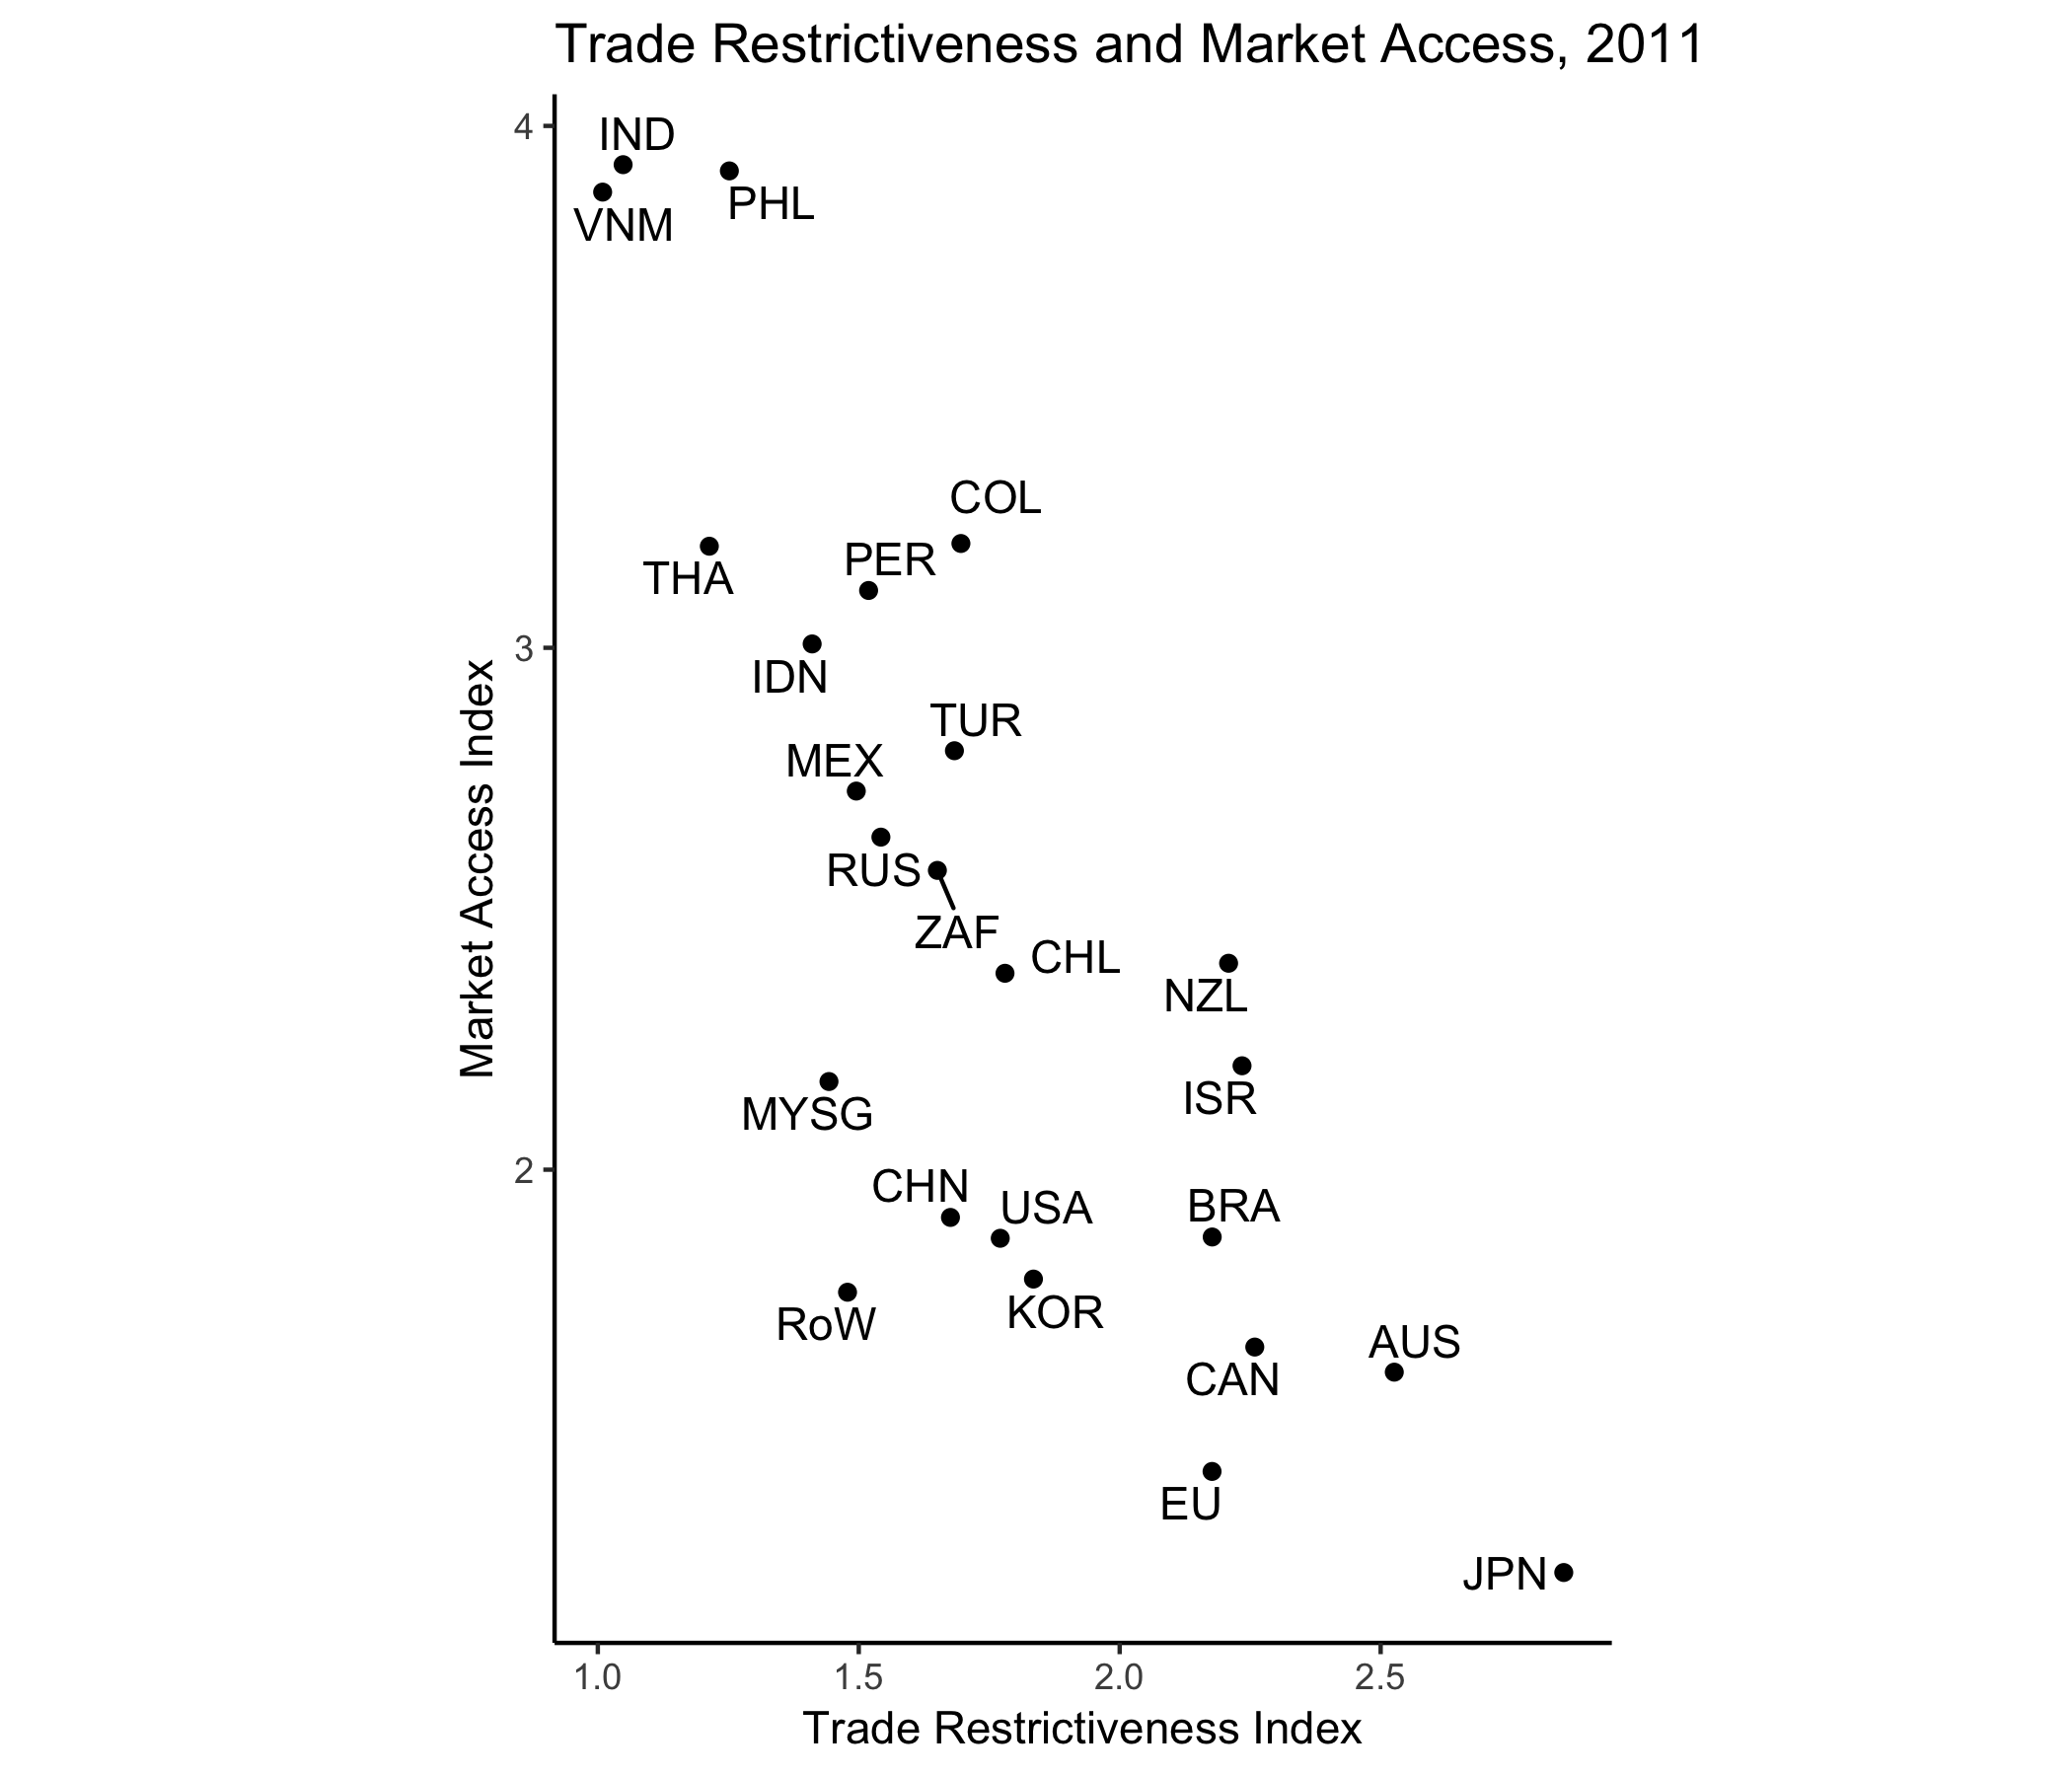 Trade Restrictiveness and Market Access, 2011
4
IND
PHL
VNM
COL
PER
THA
3
IDN
TUR
MEX
RUS
ZAF
CHL
NZL
ISR
MYSG
2
CHN
USA
BRA
KOR
RoW
AUS
CAN
EU
JPN
Market Access Index
1.0 1.5 2.0 2.5
Trade Restrictiveness Index